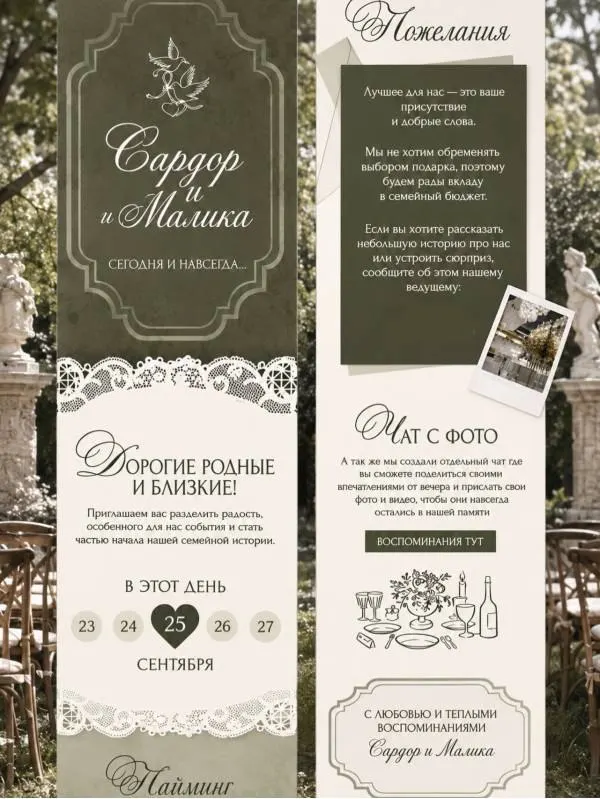 Сардор
и
и Малика
СЕГОДНЯ И НАВСЕГДА...
ДОРОГИЕ РОДНЫЕ
И БЛИЗКИЕ!
Приглашаем вас разделить радость,
особенного для нас события и стать
частью начала нашей семейной истории.
В ЭТОТ ДЕНЬ
23 24 25 26 27
СЕНТЯБРЯ
Тайминг
Пожелания
Лучшее для нас — это ваше
присутствие
и добрые слова.
Мы не хотим обременять
выбором подарка, поэтому
будем рады вкладу
в семейный бюджет.
Если вы хотите рассказать
небольшую историю про нас
или устроить сюрприз,
сообщите об этом нашему
ведущему:
ЧАТ С ФОТО
А так же мы создали отдельный чат где
вы сможете поделиться своими
впечатлениями от вечера и прислать свои
фото и видео, чтобы они навсегда
остались в нашей памяти
ВОСПОМИНАНИЯ ТУТ
С ЛЮБОВЬЮ И ТЕПЛЫМИ
ВОСПОМИНАНИЯМИ
Сардор и Малика